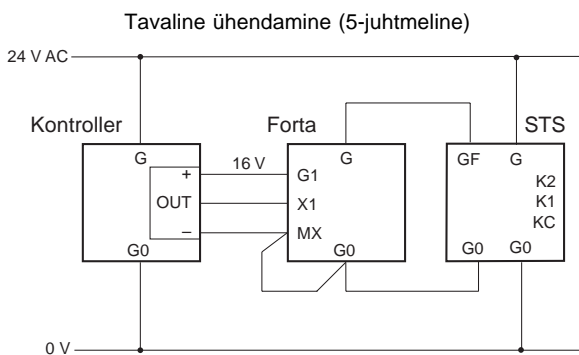 Tavaline ühendamine (5-juhtmeline)
24 V AC
Kontroller
Forta
STS
G
+
OUT
–
G0
16 V
G
G1
X1
MX
G0
GF
G
K2
K1
KC
G0
G0
0 V